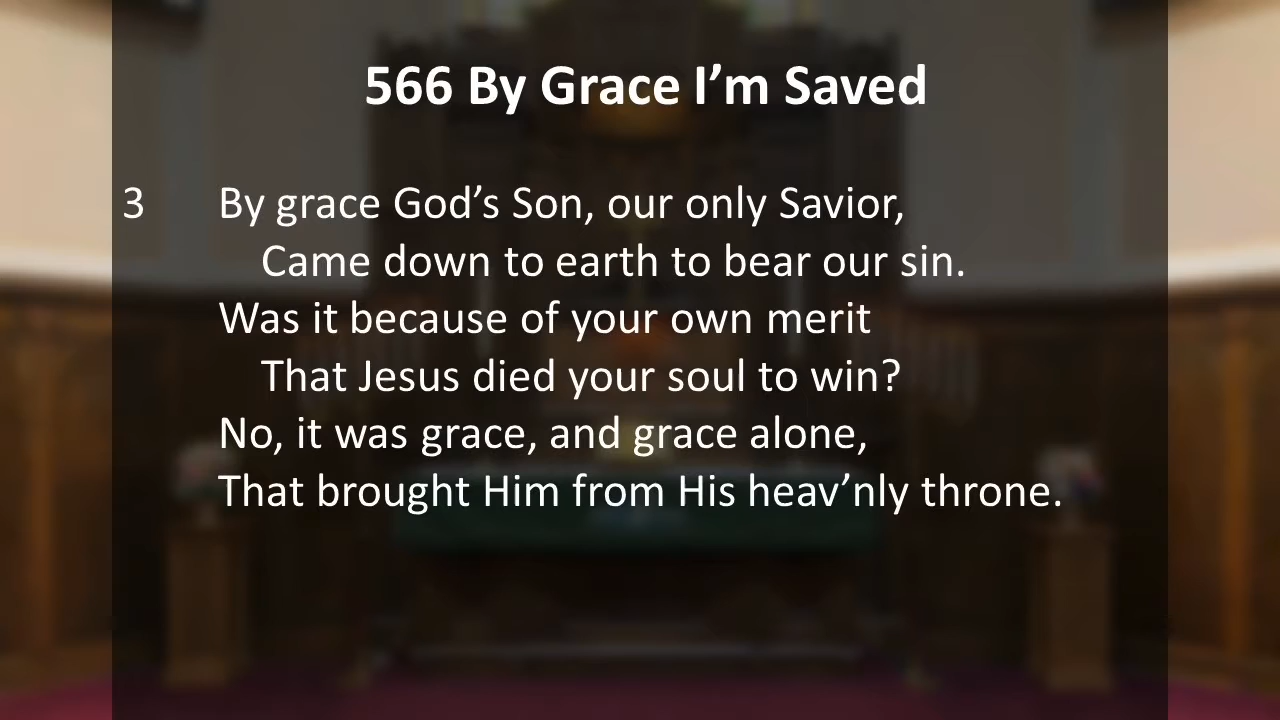 566 By Grace I’m Saved
3 By grace God’s Son, our only Savior,
Came down to earth to bear our sin.
Was it because of your own merit
That Jesus died your soul to win?
No, it was grace, and grace alone,
That brought Him from His heav’nly throne.